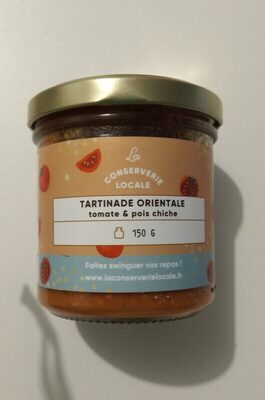 La
CONSERVERIE
LOCALE
TARTINADE ORIENTALE
tomate & pois chiche
150 G
Faites swinguer vos repas !
www.laconserverielocale.fr